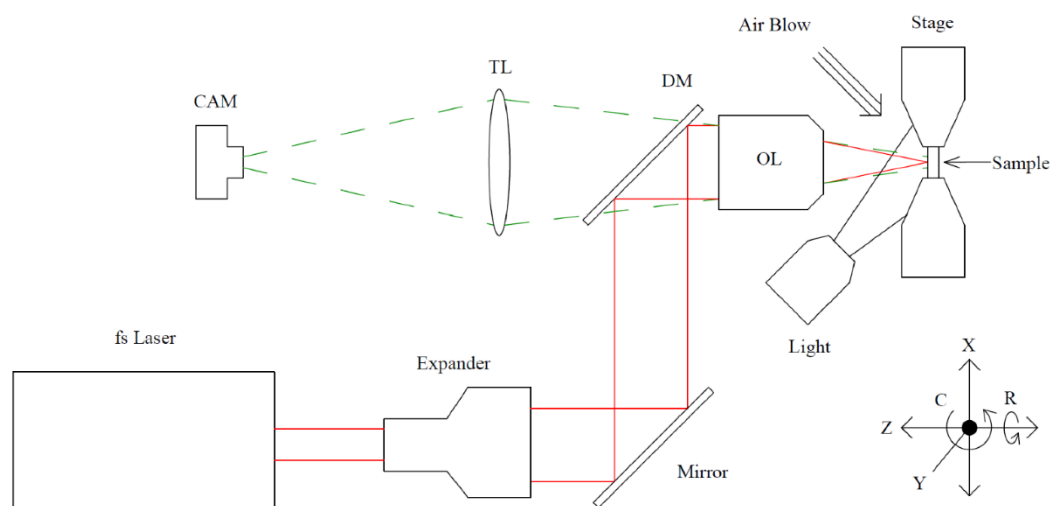 Stage
Air Blow
TL
DM
CAM
OL
Sample
fs Laser
Light
Expander
X
C
R
Z
Mirror
Y